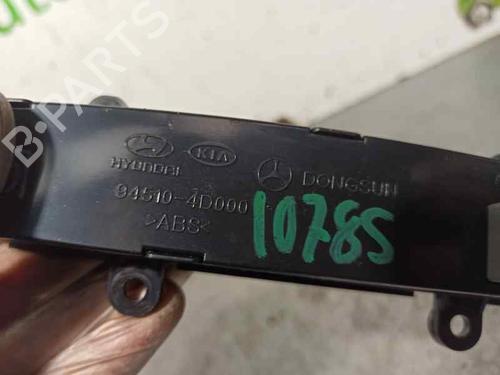 B-PARTS
HYUNDAI KIA DONGSUN
94510-4D000
>ABS<
10785